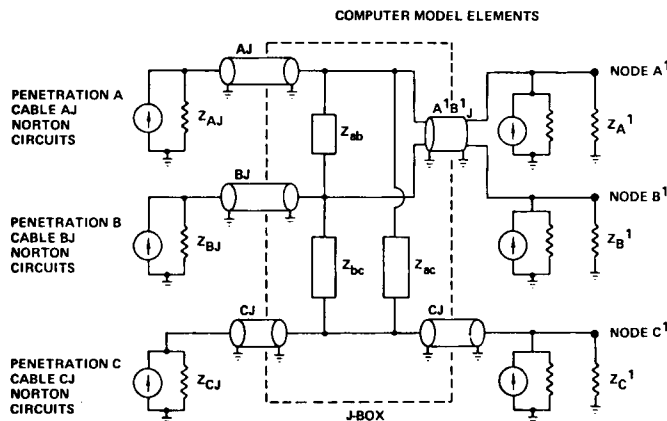 COMPUTER MODEL ELEMENTS
AJ
NODE A¹
PENETRATION A
CABLE AJ
NORTON
CIRCUITS
Z_AJ
Z_ab
A¹B¹J
Z_A¹
BJ
NODE B¹
PENETRATION B
CABLE BJ
NORTON
CIRCUITS
Z_BJ
Z_bc
Z_ac
Z_B¹
CJ
CJ
NODE C¹
PENETRATION C
CABLE CJ
NORTON
CIRCUITS
Z_CJ
Z_C¹
J-BOX